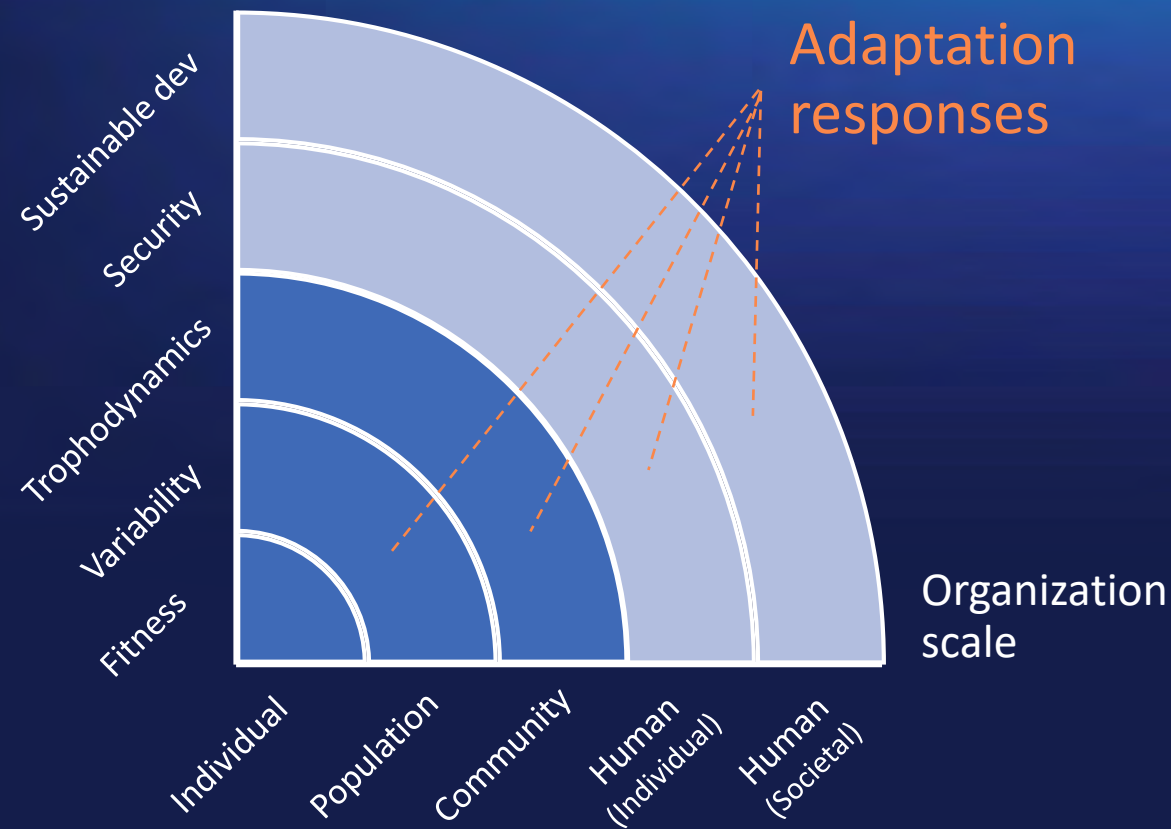 Adaptation
responses
Sustainable dev
Security
Trophodynamics
Variability
Fitness
Organization
scale
Individual
Population
Community
Human
(Individual)
Human
(Societal)